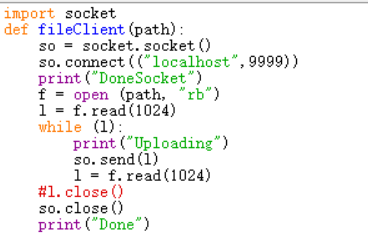 import socket
def fileClient(path):
    so = socket.socket()
    so.connect(("localhost",9999))
    print("DoneSocket")
    f = open (path, "rb")
    l = f.read(1024)
    while (l):
        print("Uploading")
        so.send(l)
        l = f.read(1024)
    #l.close()
    so.close()
    print("Done")